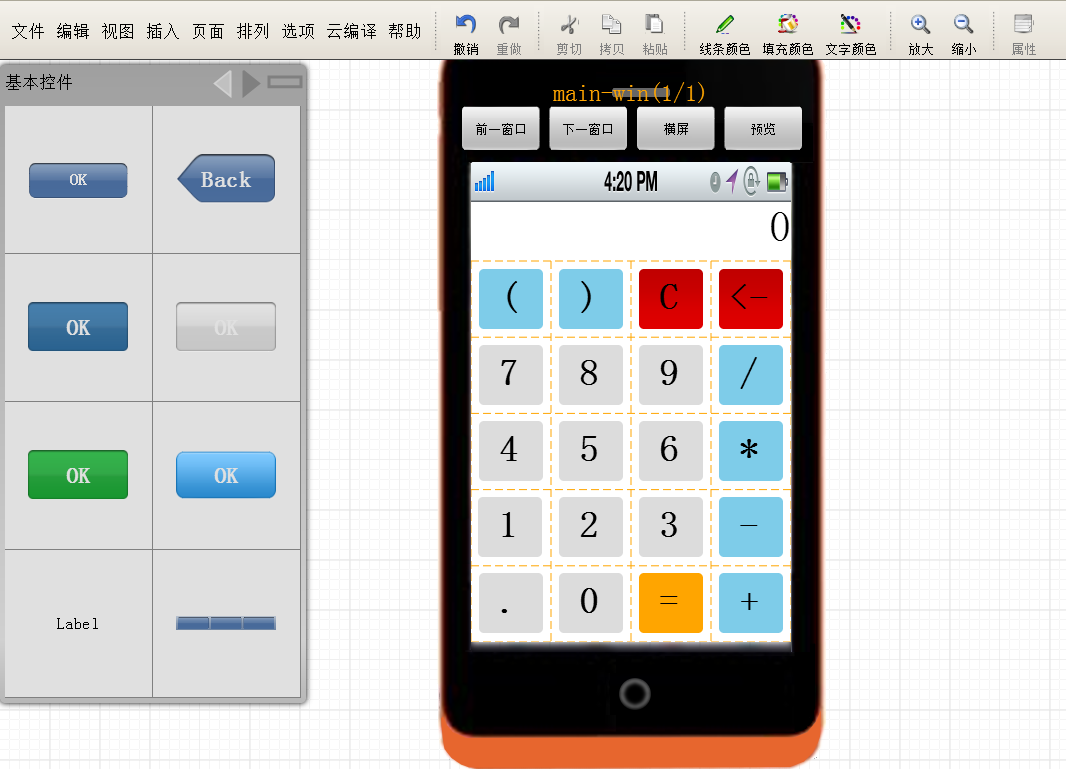 文件 编辑 视图 插入 页面 排列 选项 云编译 帮助
撤销 重做 剪切 拷贝 粘贴 线条颜色 填充颜色 文字颜色 放大 缩小 属性
基本控件
OK Back
OK OK
OK OK
Label
main-win(1/1)
前一窗口 下一窗口 横屏 预览
4:20 PM
0
( ) C <-
7 8 9 /
4 5 6 *
1 2 3 -
. 0 = +